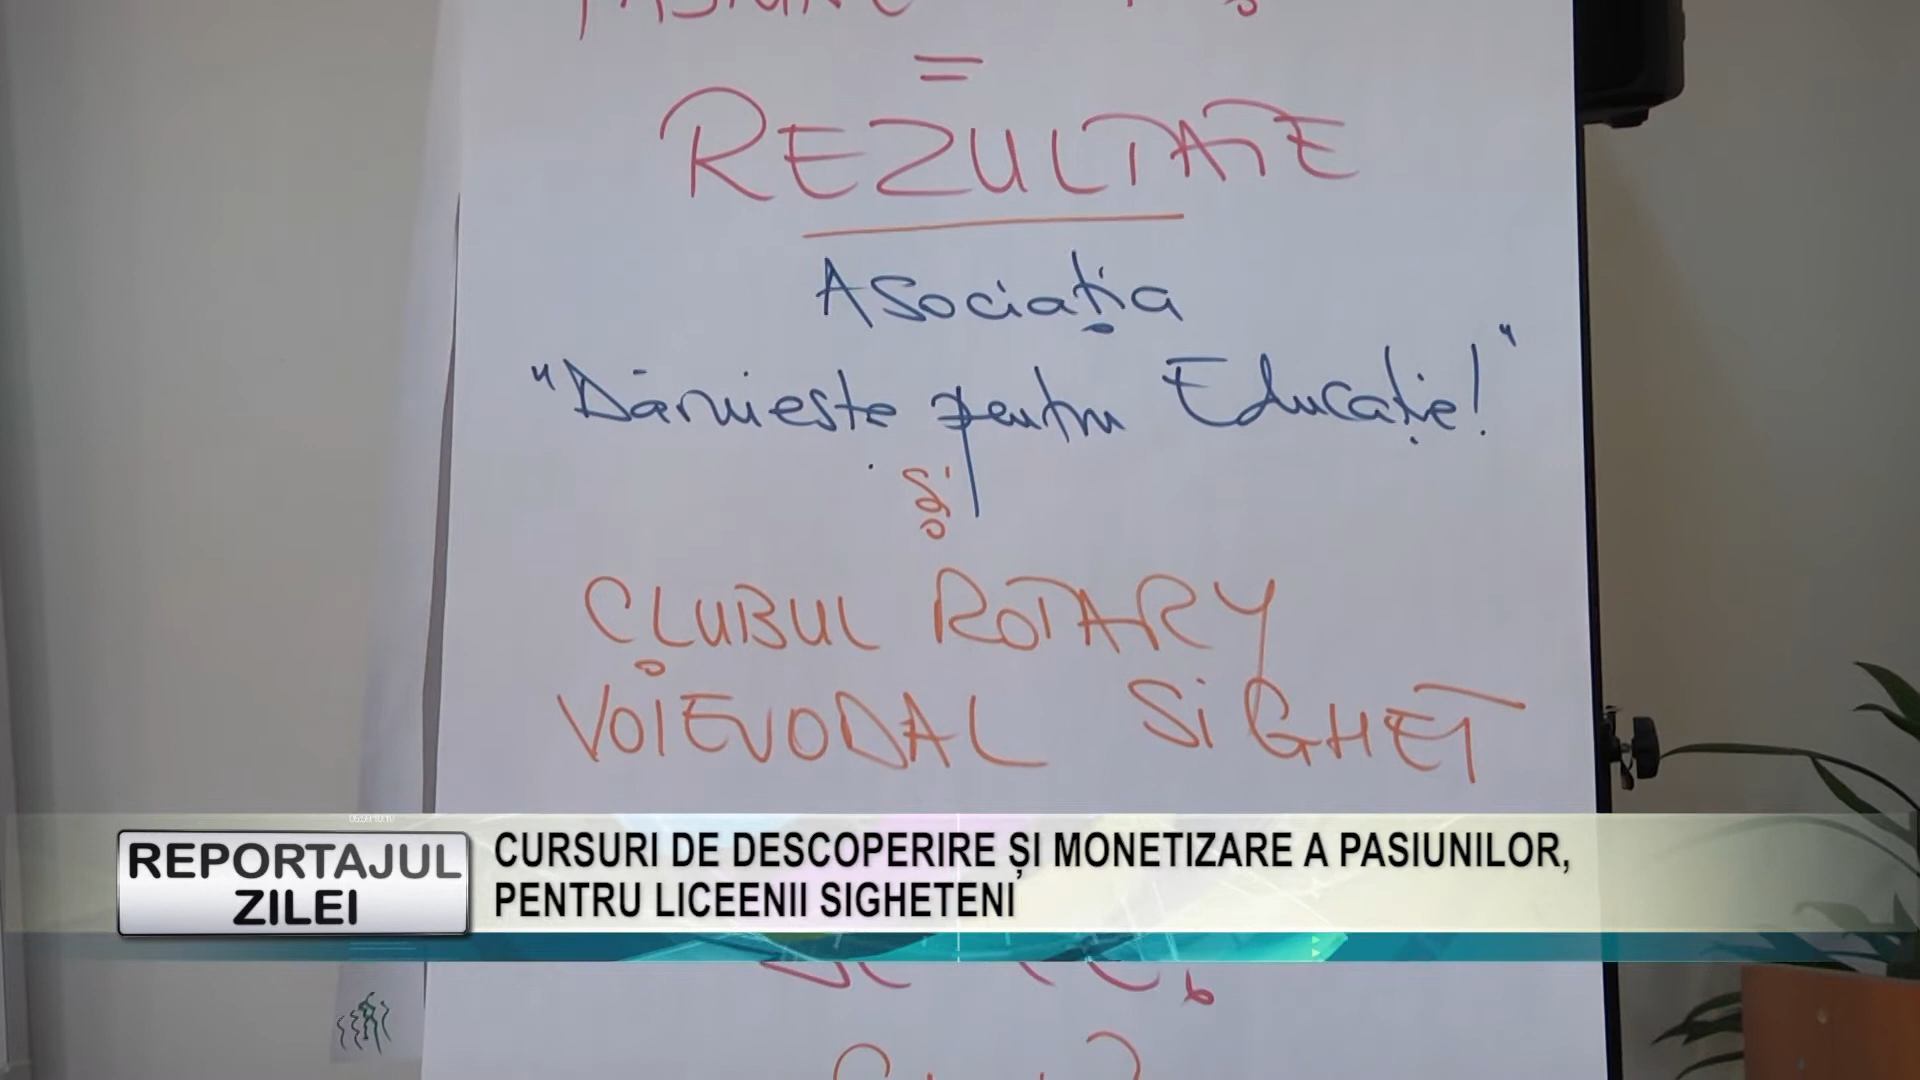 =
REZULTATE
Asociația
"Dăruiește pentru Educație!"
și
CLUBUL ROTARY
VOIEVODAL SIGHET
REPORTAJUL
ZILEI
CURSURI DE DESCOPERIRE ȘI MONETIZARE A PASIUNILOR,
PENTRU LICEENII SIGHETENI